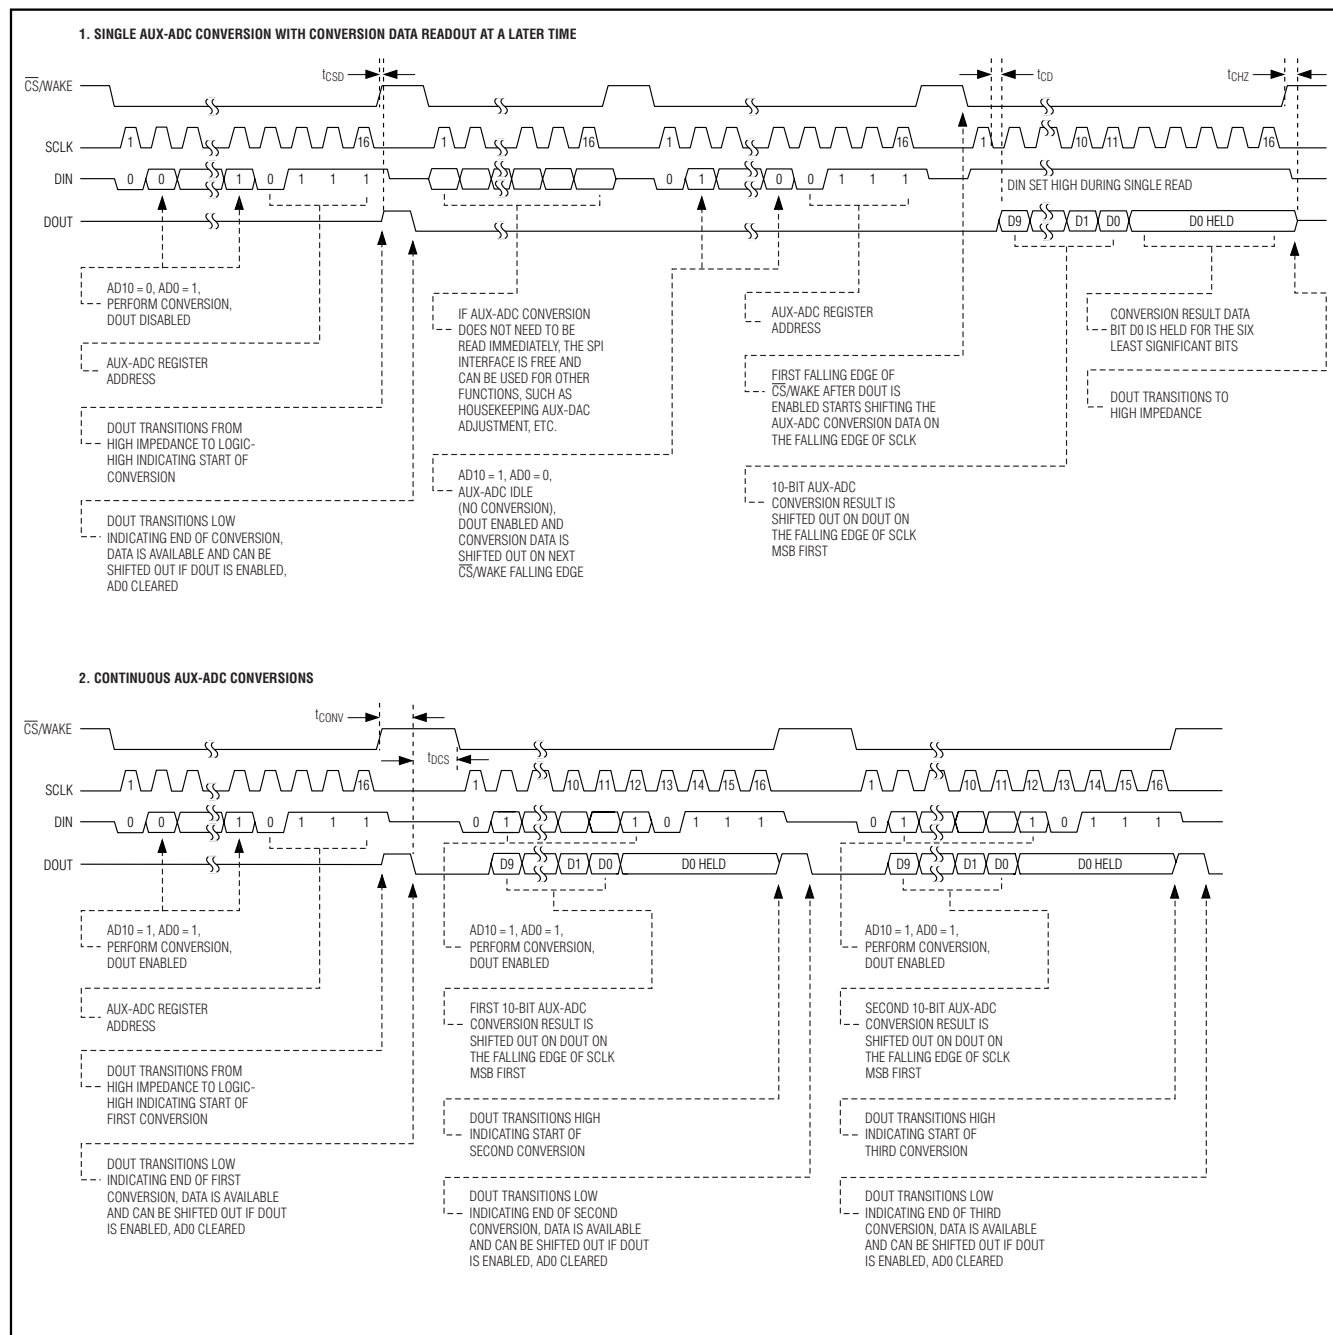 1. SINGLE AUX-ADC CONVERSION WITH CONVERSION DATA READOUT AT A LATER TIME
tCSD
tCD
tCHZ
CS/WAKE
SCLK
1 16 1 16 1 16 1 10 11 16
DIN
0 0 1 0 1 1 1 0 1 0 0 1 1 1
DIN SET HIGH DURING SINGLE READ
DOUT
D9 D1 D0 D0 HELD
AD10 = 0, AD0 = 1,
PERFORM CONVERSION,
DOUT DISABLED
AUX-ADC REGISTER
ADDRESS
DOUT TRANSITIONS FROM
HIGH IMPEDANCE TO LOGIC-
HIGH INDICATING START OF
CONVERSION
DOUT TRANSITIONS LOW
INDICATING END OF CONVERSION,
DATA IS AVAILABLE AND CAN BE
SHIFTED OUT IF DOUT IS ENABLED,
AD0 CLEARED
IF AUX-ADC CONVERSION
DOES NOT NEED TO BE
READ IMMEDIATELY, THE SPI
INTERFACE IS FREE AND
CAN BE USED FOR OTHER
FUNCTIONS, SUCH AS
HOUSEKEEPING AUX-DAC
ADJUSTMENT, ETC.
AD10 = 1, AD0 = 0,
AUX-ADC IDLE
(NO CONVERSION),
DOUT ENABLED AND
CONVERSION DATA IS
SHIFTED OUT ON NEXT
CS/WAKE FALLING EDGE
AUX-ADC REGISTER
ADDRESS
FIRST FALLING EDGE OF
CS/WAKE AFTER DOUT IS
ENABLED STARTS SHIFTING THE
AUX-ADC CONVERSION DATA ON
THE FALLING EDGE OF SCLK
10-BIT AUX-ADC
CONVERSION RESULT IS
SHIFTED OUT ON DOUT ON
THE FALLING EDGE OF SCLK
MSB FIRST
CONVERSION RESULT DATA
BIT D0 IS HELD FOR THE SIX
LEAST SIGNIFICANT BITS
DOUT TRANSITIONS TO
HIGH IMPEDANCE
2. CONTINUOUS AUX-ADC CONVERSIONS
tCONV
CS/WAKE
tDCS
SCLK
1 16 1 10 11 12 13 14 15 16 1 10 11 12 13 14 15 16
DIN
0 0 1 0 1 1 1 0 1 1 0 1 1 1 0 1 1 0 1 1 1
DOUT
D9 D1 D0 D0 HELD D9 D1 D0 D0 HELD
AD10 = 1, AD0 = 1,
PERFORM CONVERSION,
DOUT ENABLED
AUX-ADC REGISTER
ADDRESS
DOUT TRANSITIONS FROM
HIGH IMPEDANCE TO LOGIC-
HIGH INDICATING START OF
FIRST CONVERSION
DOUT TRANSITIONS LOW
INDICATING END OF FIRST
CONVERSION, DATA IS AVAILABLE
AND CAN BE SHIFTED OUT IF DOUT
IS ENABLED, AD0 CLEARED
AD10 = 1, AD0 = 1,
PERFORM CONVERSION,
DOUT ENABLED
FIRST 10-BIT AUX-ADC
CONVERSION RESULT IS
SHIFTED OUT ON DOUT ON
THE FALLING EDGE OF SCLK
MSB FIRST
DOUT TRANSITIONS HIGH
INDICATING START OF
SECOND CONVERSION
DOUT TRANSITIONS LOW
INDICATING END OF SECOND
CONVERSION, DATA IS AVAILABLE
AND CAN BE SHIFTED OUT IF DOUT
IS ENABLED, AD0 CLEARED
AD10 = 1, AD0 = 1,
PERFORM CONVERSION,
DOUT ENABLED
SECOND 10-BIT AUX-ADC
CONVERSION RESULT IS
SHIFTED OUT ON DOUT ON
THE FALLING EDGE OF SCLK
MSB FIRST
DOUT TRANSITIONS HIGH
INDICATING START OF
THIRD CONVERSION
DOUT TRANSITIONS LOW
INDICATING END OF THIRD
CONVERSION, DATA IS AVAILABLE
AND CAN BE SHIFTED OUT IF DOUT
IS ENABLED, AD0 CLEARED